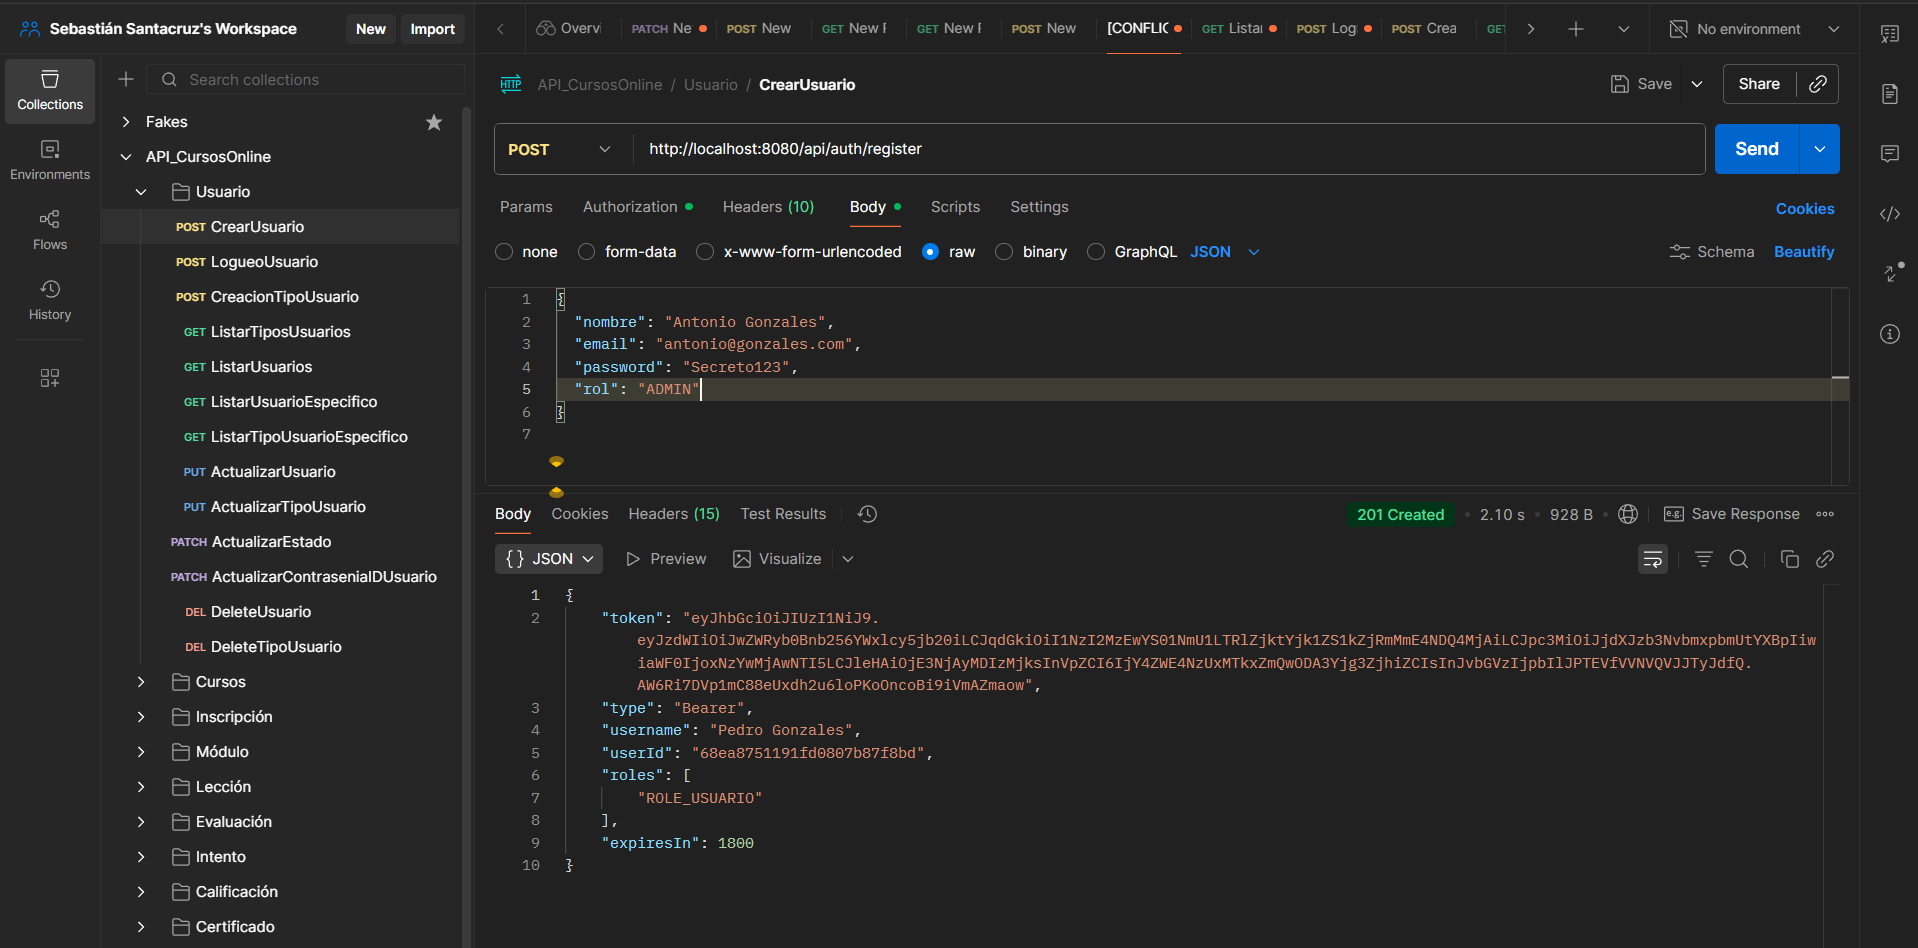 Sebastián Santacruz's Workspace
New
Import
Overvi
PATCH Ne
POST New
GET New F
GET New F
POST New
[CONFLIC
GET Listar
POST Log
POST Crea
GET
No environment
Collections
Environments
Flows
History
Search collections
Fakes
API_CursosOnline
Usuario
POST CrearUsuario
POST LogueoUsuario
POST CreacionTipoUsuario
GET ListarTiposUsuarios
GET ListarUsuarios
GET ListarUsuarioEspecifico
GET ListarTipoUsuarioEspecifico
PUT ActualizarUsuario
PUT ActualizarTipoUsuario
PATCH ActualizarEstado
PATCH ActualizarContraseniaIDUsuario
DEL DeleteUsuario
DEL DeleteTipoUsuario
Cursos
Inscripción
Módulo
Lección
Evaluación
Intento
Calificación
Certificado
HTTP API_CursosOnline / Usuario / CrearUsuario
Save
Share
POST http://localhost:8080/api/auth/register
Send
Params Authorization Headers (10) Body Scripts Settings
Cookies
none form-data x-www-form-urlencoded raw binary GraphQL JSON
Schema Beautify
1 {
2 "nombre": "Antonio Gonzales",
3 "email": "antonio@gonzales.com",
4 "password": "Secreto123",
5 "rol": "ADMIN"
6 }
7
Body Cookies Headers (15) Test Results
201 Created • 2.10 s • 928 B
e.g. Save Response
{} JSON Preview Visualize
1 {
2 "token": "eyJhbGciOiJIUzI1NiJ9.
eyJzdWIiOiJwZWRyb0Bnb256YWxlcy5jb20iLCJqdGkiOiI1NzI2MzEwYS01NmU1LTRlZjktYjk1ZS1kZjRmMmE4NDQ4MjAiLCJpc3MiOiJjdXJzb3NvbmxpbmUtYXBpIiw
iaWF0IjoxNzYwMjAwNTI5LCJleHAiOjE3NjAyMDIzMjksInVpZCI6IjY4ZWE4NzUxMTkxZmQwODA3Yjg3ZjhiZCIsInJvbGVzIjpbIlJPTEVfVVNVQVJJTyJdfQ.
AW6Ri7DVp1mC88eUxdh2u6loPKoOncoBi9iVmAZmaow",
3 "type": "Bearer",
4 "username": "Pedro Gonzales",
5 "userId": "68ea8751191fd0807b87f8bd",
6 "roles": [
7 "ROLE_USUARIO"
8 ],
9 "expiresIn": 1800
10 }